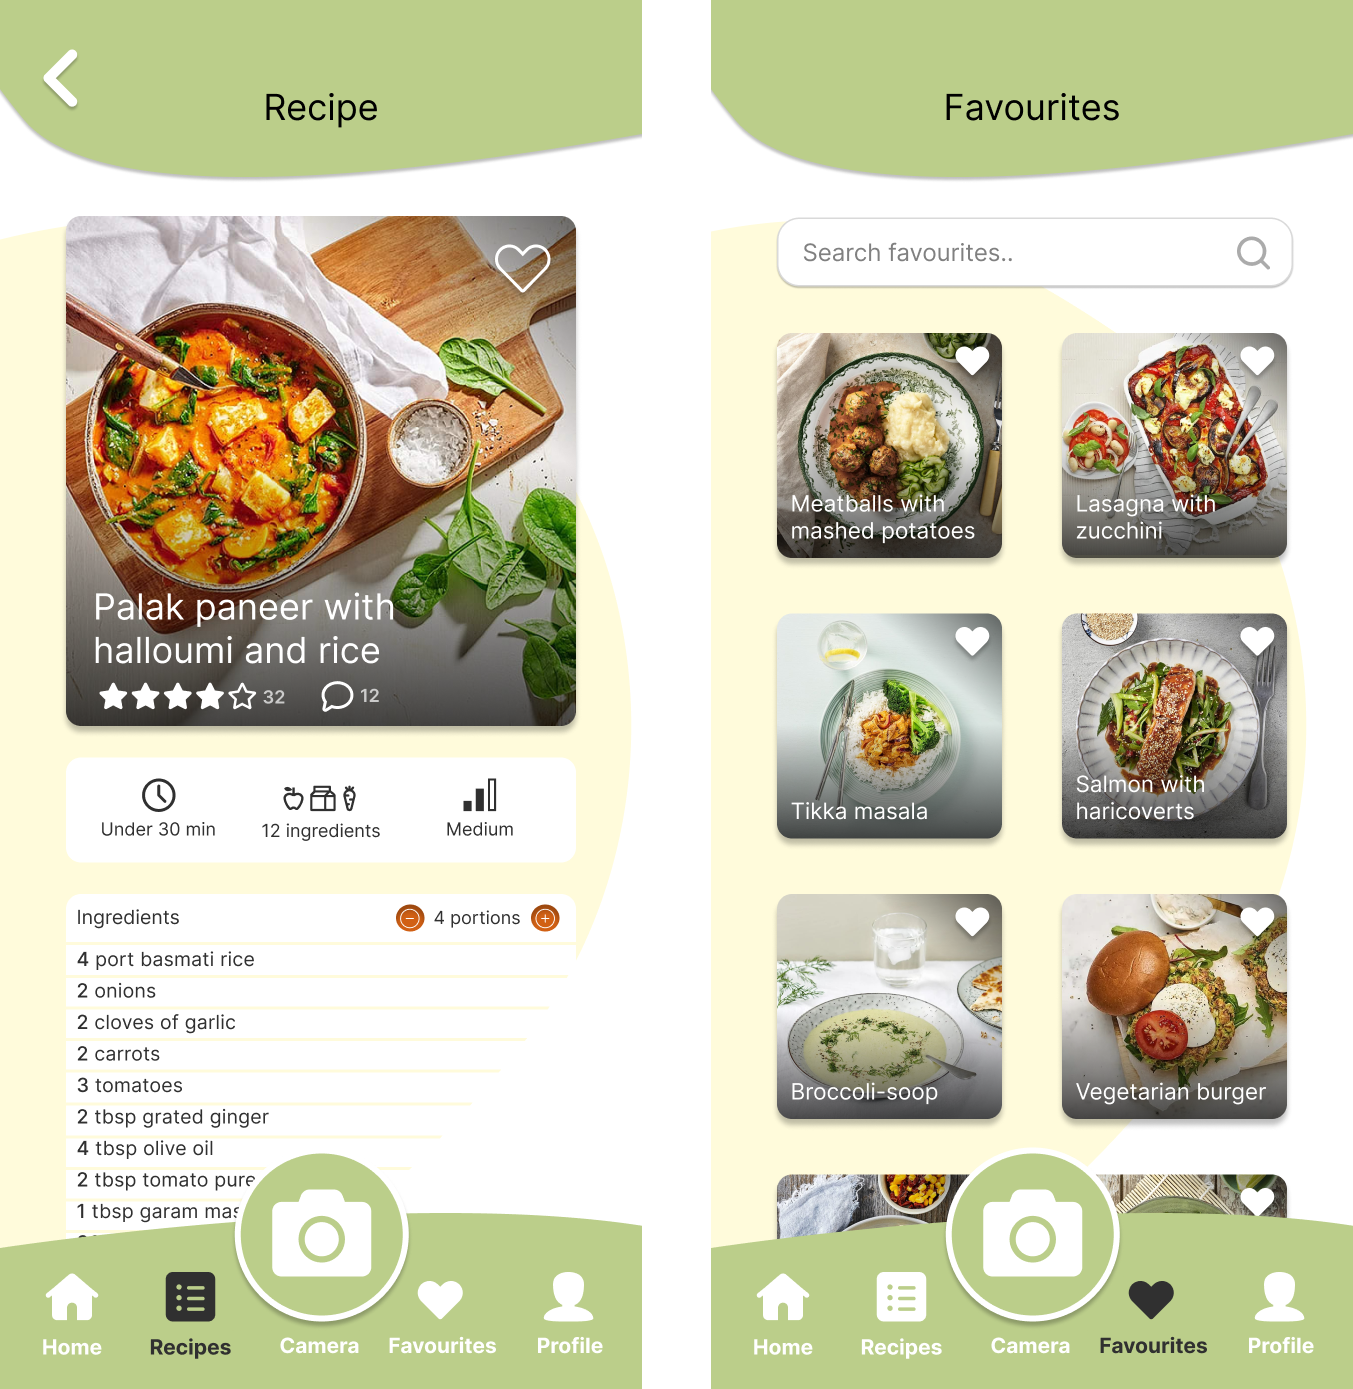 Recipe
Palak paneer with
halloumi and rice
32
12
Under 30 min
12 ingredients
Medium
Ingredients
4 portions
4 port basmati rice
2 onions
2 cloves of garlic
2 carrots
3 tomatoes
2 tbsp grated ginger
4 tbsp olive oil
2 tbsp tomato pure
1 tbsp garam mas
Home
Recipes
Camera
Favourites
Profile
Favourites
Search favourites..
Meatballs with
mashed potatoes
Lasagna with
zucchini
Tikka masala
Salmon with
haricoverts
Broccoli-soop
Vegetarian burger
Home
Recipes
Camera
Favourites
Profile